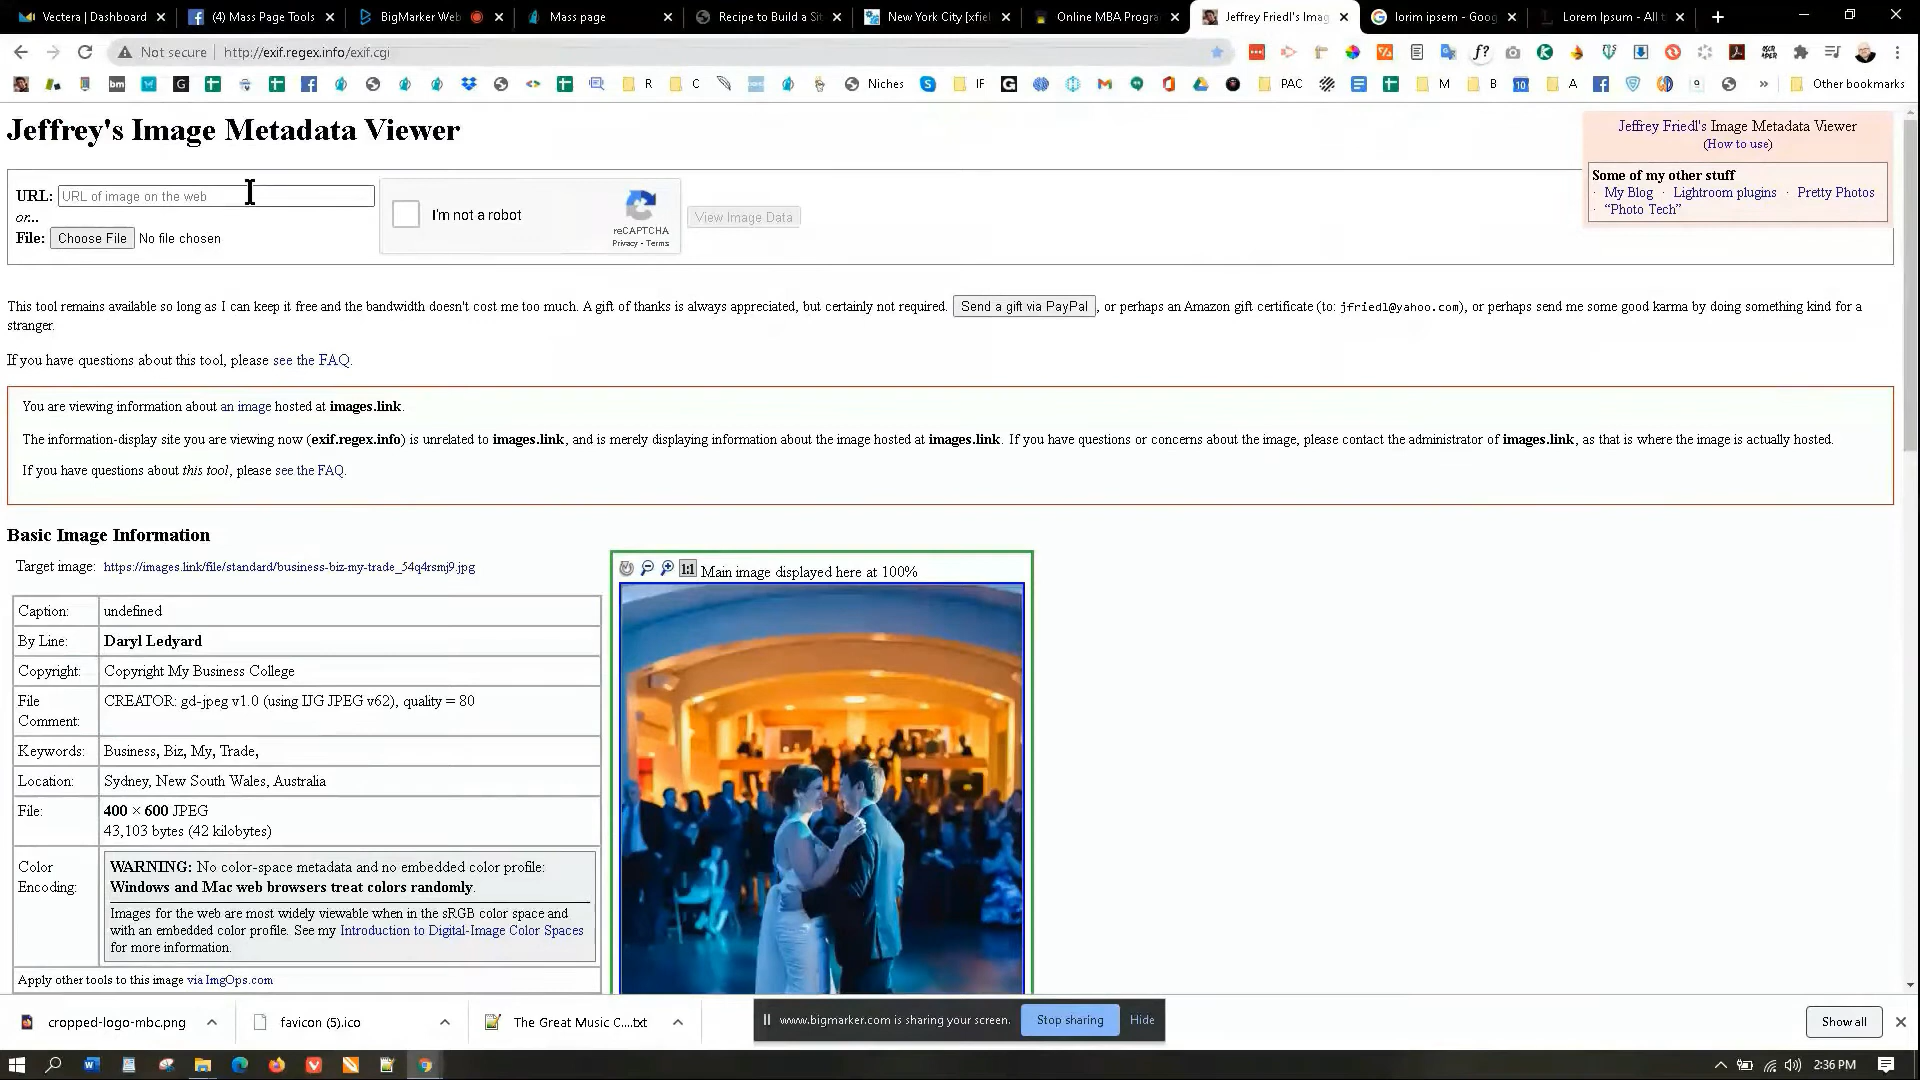 Vectera | Dashboard
(4) Mass Page Tools
BigMarker Web
Mass page
Recipe to Build a Sit
New York City [xfiel
Online MBA Progra
Jeffrey Friedl's Imag
lorim ipsem - Goog
Lorem Ipsum - All t
Not secure
http://exif.regex.info/exif.cgi
bm
G
R
C
Niches
IF
PAC
M
B
10
A
Other bookmarks
Jeffrey's Image Metadata Viewer
URL: URL of image on the web
or...
File: Choose File No file chosen
I'm not a robot
reCAPTCHA
Privacy - Terms
View Image Data
Jeffrey Friedl's Image Metadata Viewer
(How to use)
Some of my other stuff
· My Blog · Lightroom plugins · Pretty Photos
· “Photo Tech”
This tool remains available so long as I can keep it free and the bandwidth doesn't cost me too much. A gift of thanks is always appreciated, but certainly not required. Send a gift via PayPal , or perhaps an Amazon gift certificate (to: jfriedl@yahoo.com), or perhaps send me some good karma by doing something kind for a
stranger.
If you have questions about this tool, please see the FAQ.
You are viewing information about an image hosted at images.link.
The information-display site you are viewing now (exif.regex.info) is unrelated to images.link, and is merely displaying information about the image hosted at images.link. If you have questions or concerns about the image, please contact the administrator of images.link, as that is where the image is actually hosted.
If you have questions about this tool, please see the FAQ.
Basic Image Information
Target image: https://images.link/file/standard/business-biz-my-trade_54q4rsmj9.jpg
Caption: undefined
By Line: Daryl Ledyard
Copyright: Copyright My Business College
File Comment: CREATOR: gd-jpeg v1.0 (using IJG JPEG v62), quality = 80
Keywords: Business, Biz, My, Trade,
Location: Sydney, New South Wales, Australia
File: 400 × 600 JPEG
43,103 bytes (42 kilobytes)
Color Encoding:
WARNING: No color-space metadata and no embedded color profile:
Windows and Mac web browsers treat colors randomly.
Images for the web are most widely viewable when in the sRGB color space and
with an embedded color profile. See my Introduction to Digital-Image Color Spaces
for more information.
Apply other tools to this image via ImgOps.com
1:1 Main image displayed here at 100%
cropped-logo-mbc.png
favicon (5).ico
The Great Music C....txt
www.bigmarker.com is sharing your screen.
Stop sharing
Hide
Show all
2:36 PM